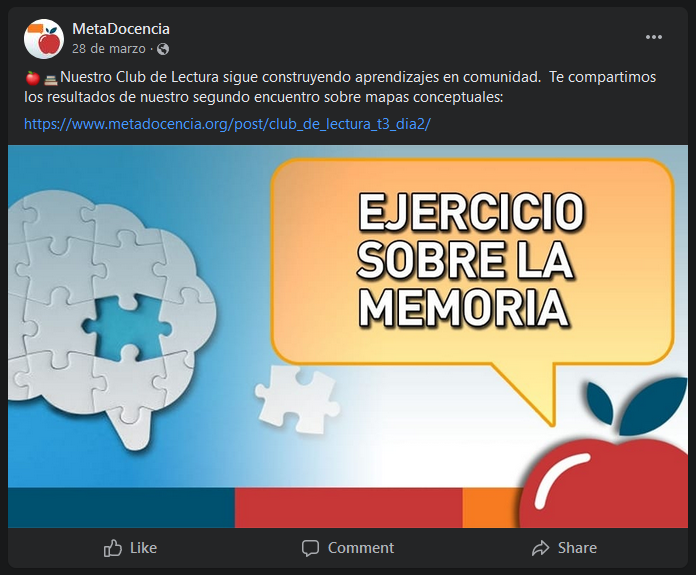 MetaDocencia
28 de marzo ·
🍎📚Nuestro Club de Lectura sigue construyendo aprendizajes en comunidad. Te compartimos
los resultados de nuestro segundo encuentro sobre mapas conceptuales:
https://www.metadocencia.org/post/club_de_lectura_t3_dia2/
EJERCICIO
SOBRE LA
MEMORIA
Like Comment Share